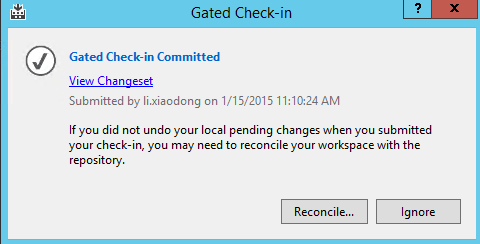 Gated Check-in
?
x
Gated Check-in Committed
View Changeset
Submitted by li.xiaodong on 1/15/2015 11:10:24 AM
If you did not undo your local pending changes when you submitted
your check-in, you may need to reconcile your workspace with the
repository.
Reconcile... Ignore